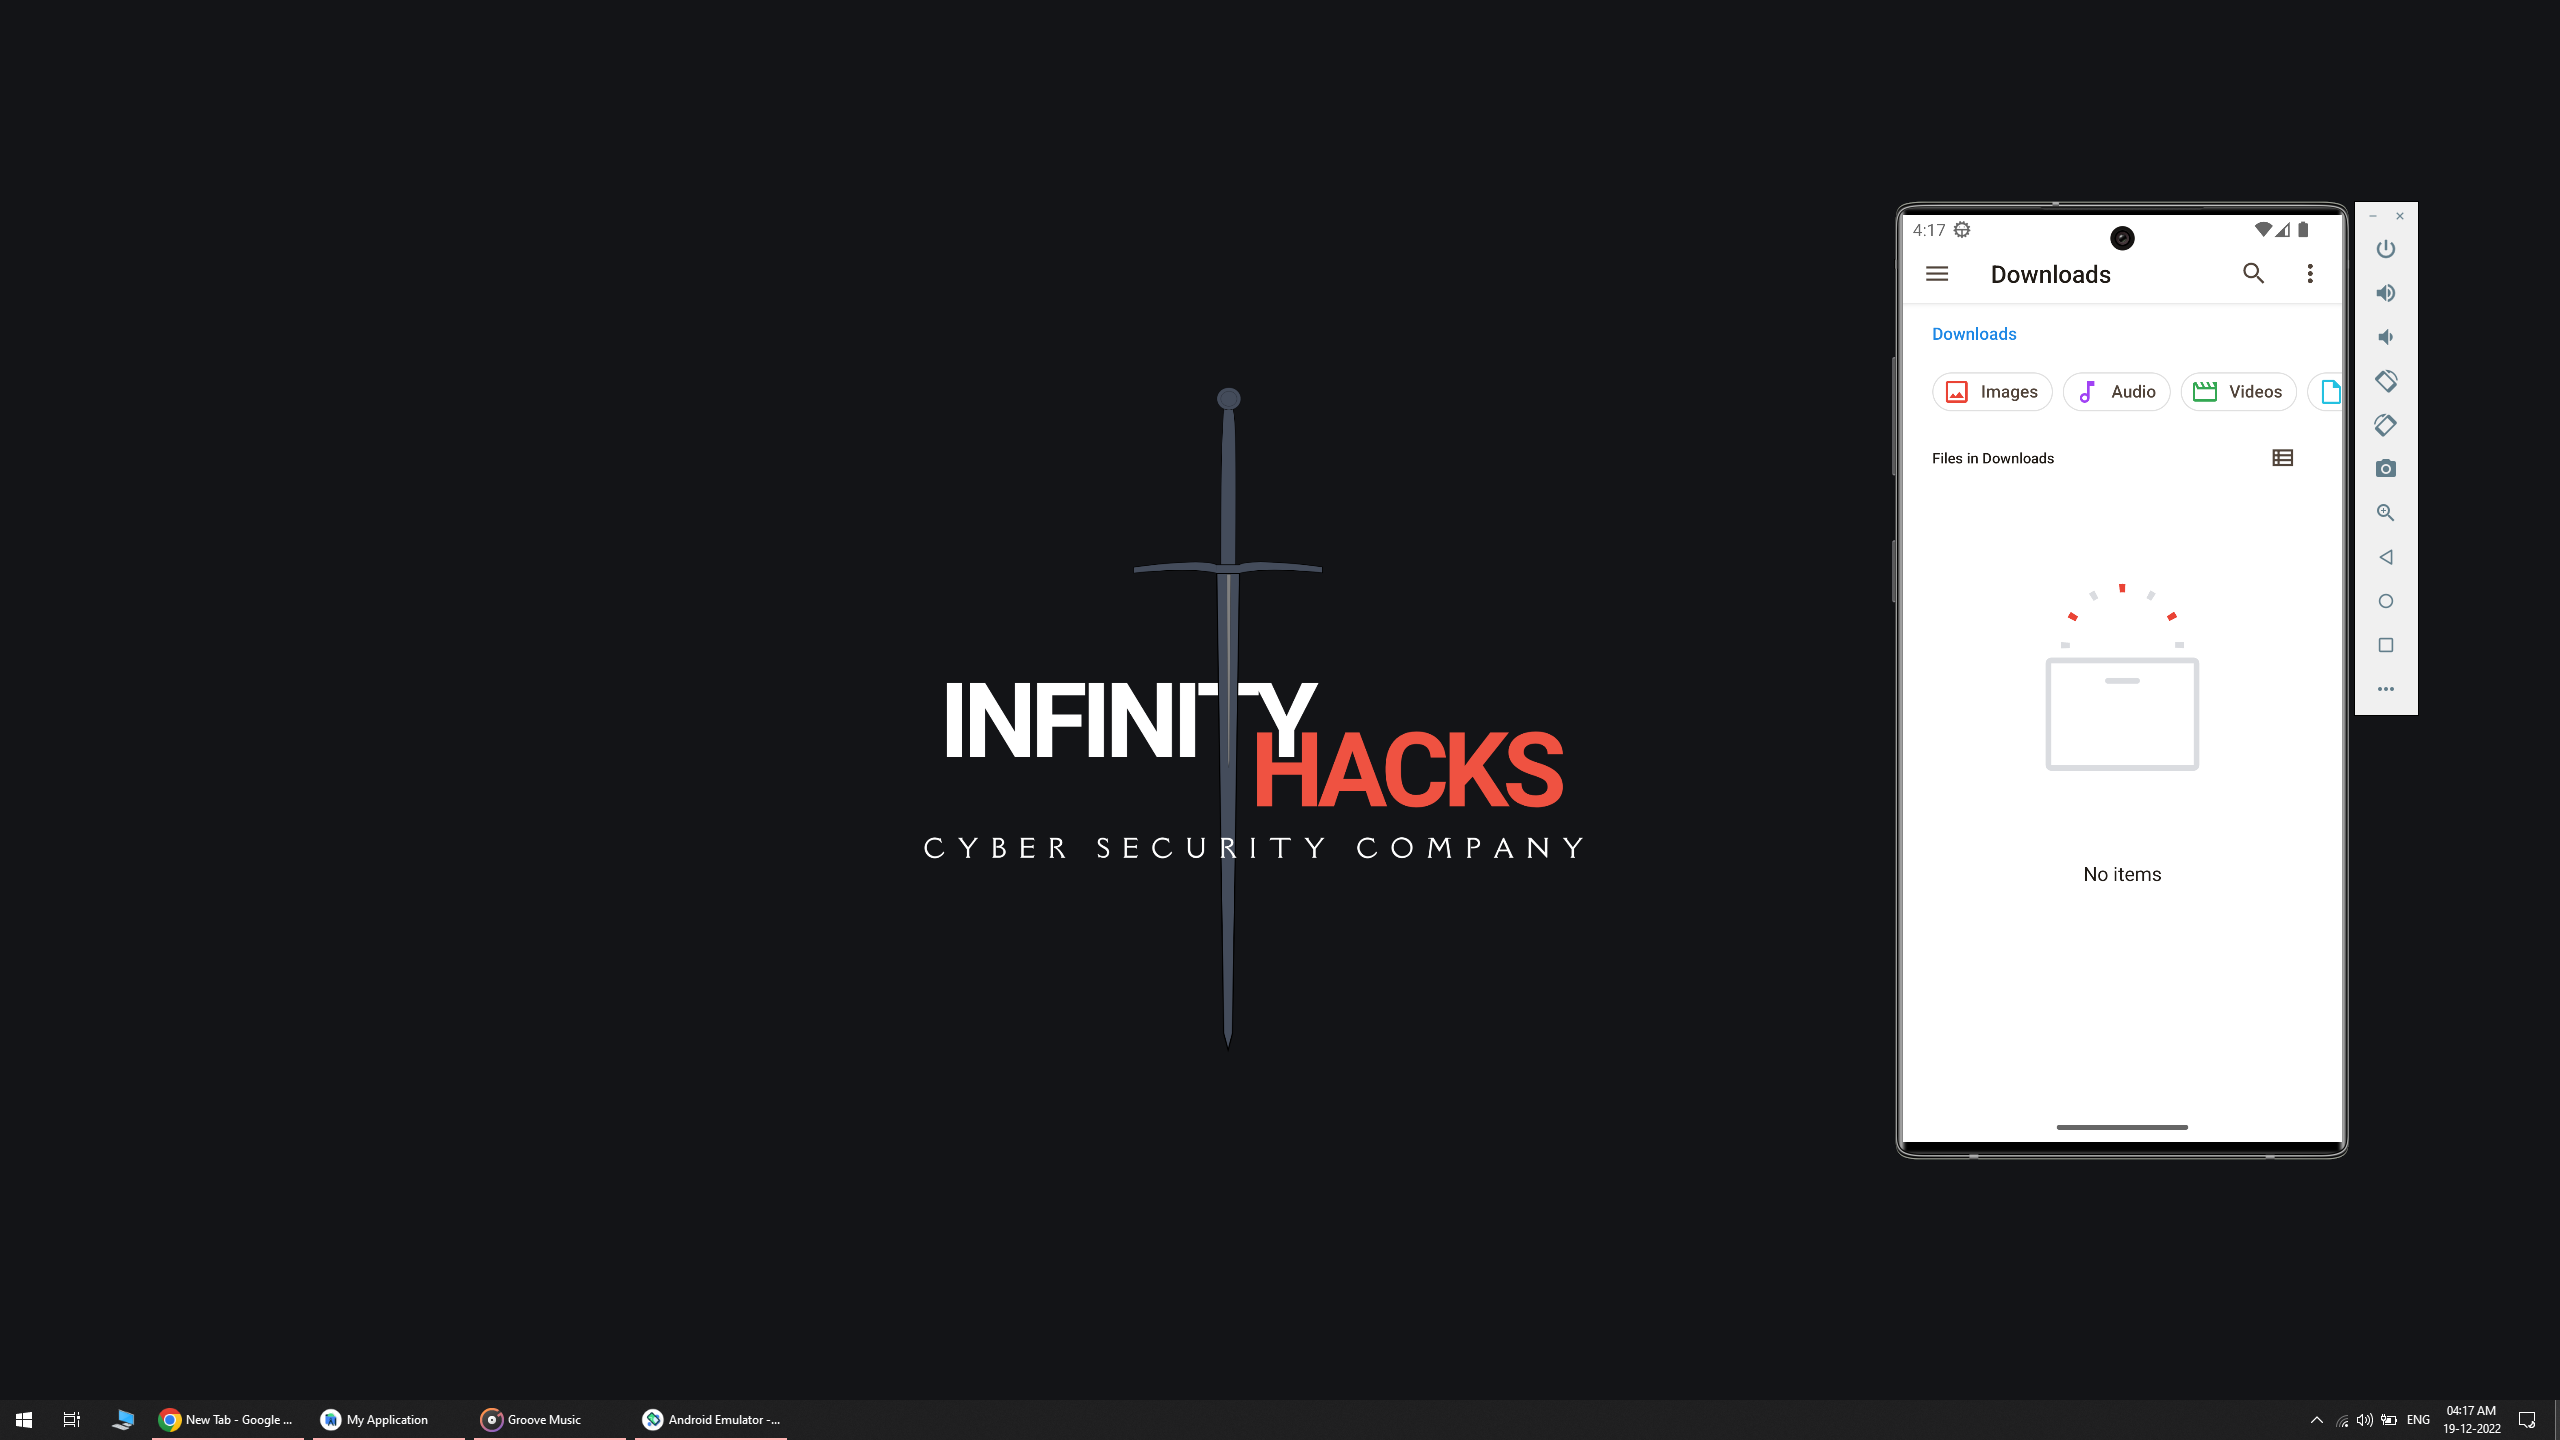 4:17
Downloads
Downloads
Images
Audio
Videos
Files in Downloads
No items
INFINITY
HACKS
CYBER SECURITY COMPANY
New Tab - Google ...
My Application
Groove Music
Android Emulator -...
ENG
04:17 AM
19-12-2022